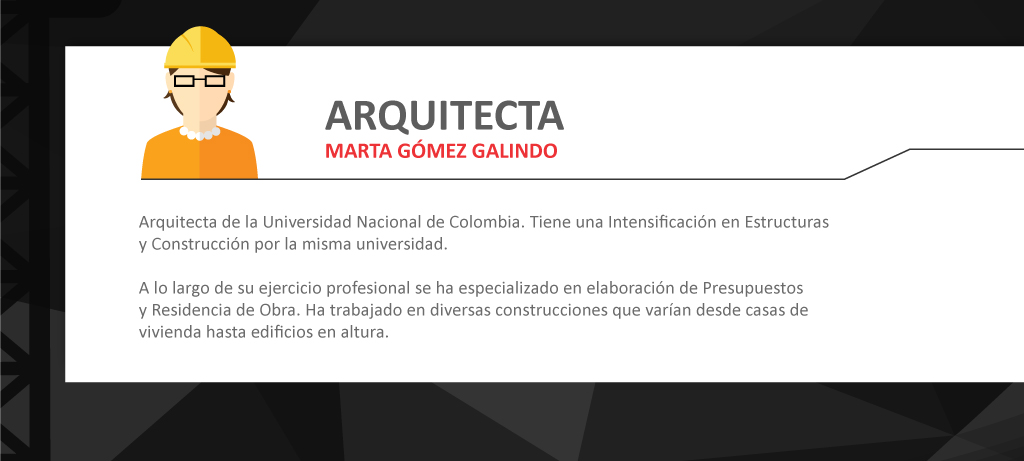 ARQUITECTA
MARTA GÓMEZ GALINDO
Arquitecta de la Universidad Nacional de Colombia. Tiene una Intensificación en Estructuras
y Construcción por la misma universidad.
A lo largo de su ejercicio profesional se ha especializado en elaboración de Presupuestos
y Residencia de Obra. Ha trabajado en diversas construcciones que varían desde casas de
vivienda hasta edificios en altura.